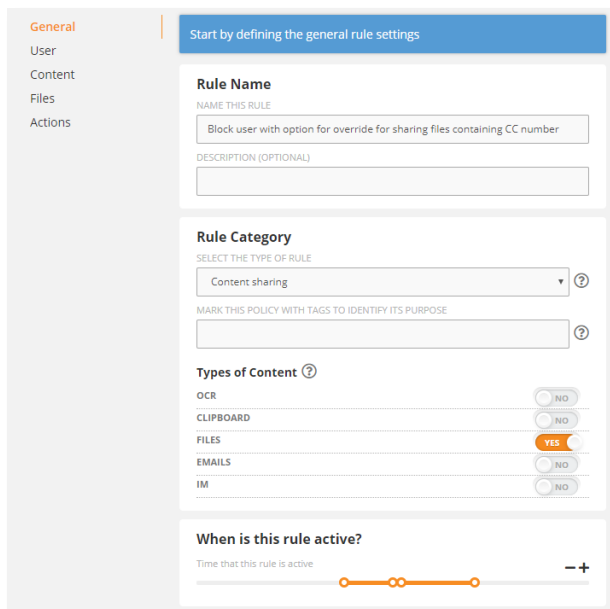 General
User
Content
Files
Actions
Start by defining the general rule settings
Rule Name
NAME THIS RULE
Block user with option for override for sharing files containing CC number
DESCRIPTION (OPTIONAL)
Rule Category
SELECT THE TYPE OF RULE
Content sharing
MARK THIS POLICY WITH TAGS TO IDENTIFY ITS PURPOSE
Types of Content
OCR NO
CLIPBOARD NO
FILES YES
EMAILS NO
IM NO
When is this rule active?
Time that this rule is active